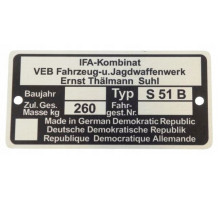 IFA-Kombinat
VEB Fahrzeug-u.Jagdwaffenwerk
Ernst Thälmann Suhl
Baujahr Typ S 51 B
Zul. Ges. Masse kg 260 Fahr-gestell.Nr.
Made in German Democratic Republic
Deutsche Demokratische Republik
Republique Democratique Allemande